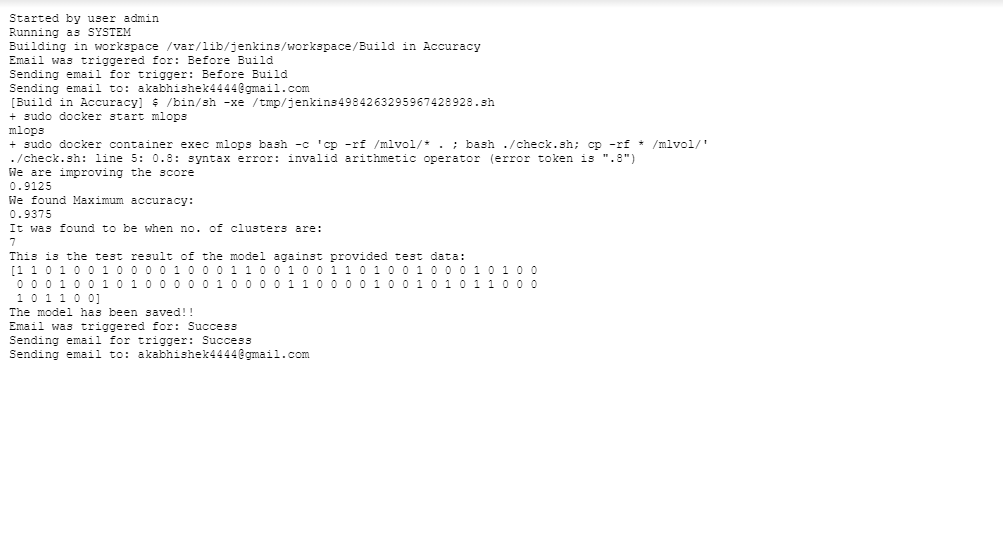 Started by user admin
Running as SYSTEM
Building in workspace /var/lib/jenkins/workspace/Build in Accuracy
Email was triggered for: Before Build
Sending email for trigger: Before Build
Sending email to: akabhishek4444@gmail.com
[Build in Accuracy] $ /bin/sh -xe /tmp/jenkins4984263295967428928.sh
+ sudo docker start mlops
mlops
+ sudo docker container exec mlops bash -c 'cp -rf /mlvol/* . ; bash ./check.sh; cp -rf * /mlvol/'
./check.sh: line 5: 0.8: syntax error: invalid arithmetic operator (error token is ".8")
We are improving the score
0.9125
We found Maximum accuracy:
0.9375
It was found to be when no. of clusters are:
7
This is the test result of the model against provided test data:
[1 1 0 1 0 0 1 0 0 0 0 1 0 0 0 1 1 0 0 1 0 0 1 1 0 1 0 0 1 0 0 0 1 0 1 0 0
0 0 0 1 0 0 1 0 1 0 0 0 0 0 1 0 0 0 0 1 1 0 0 0 0 1 0 0 1 0 1 0 1 1 0 0 0
1 0 1 1 0 0]
The model has been saved!!
Email was triggered for: Success
Sending email for trigger: Success
Sending email to: akabhishek4444@gmail.com